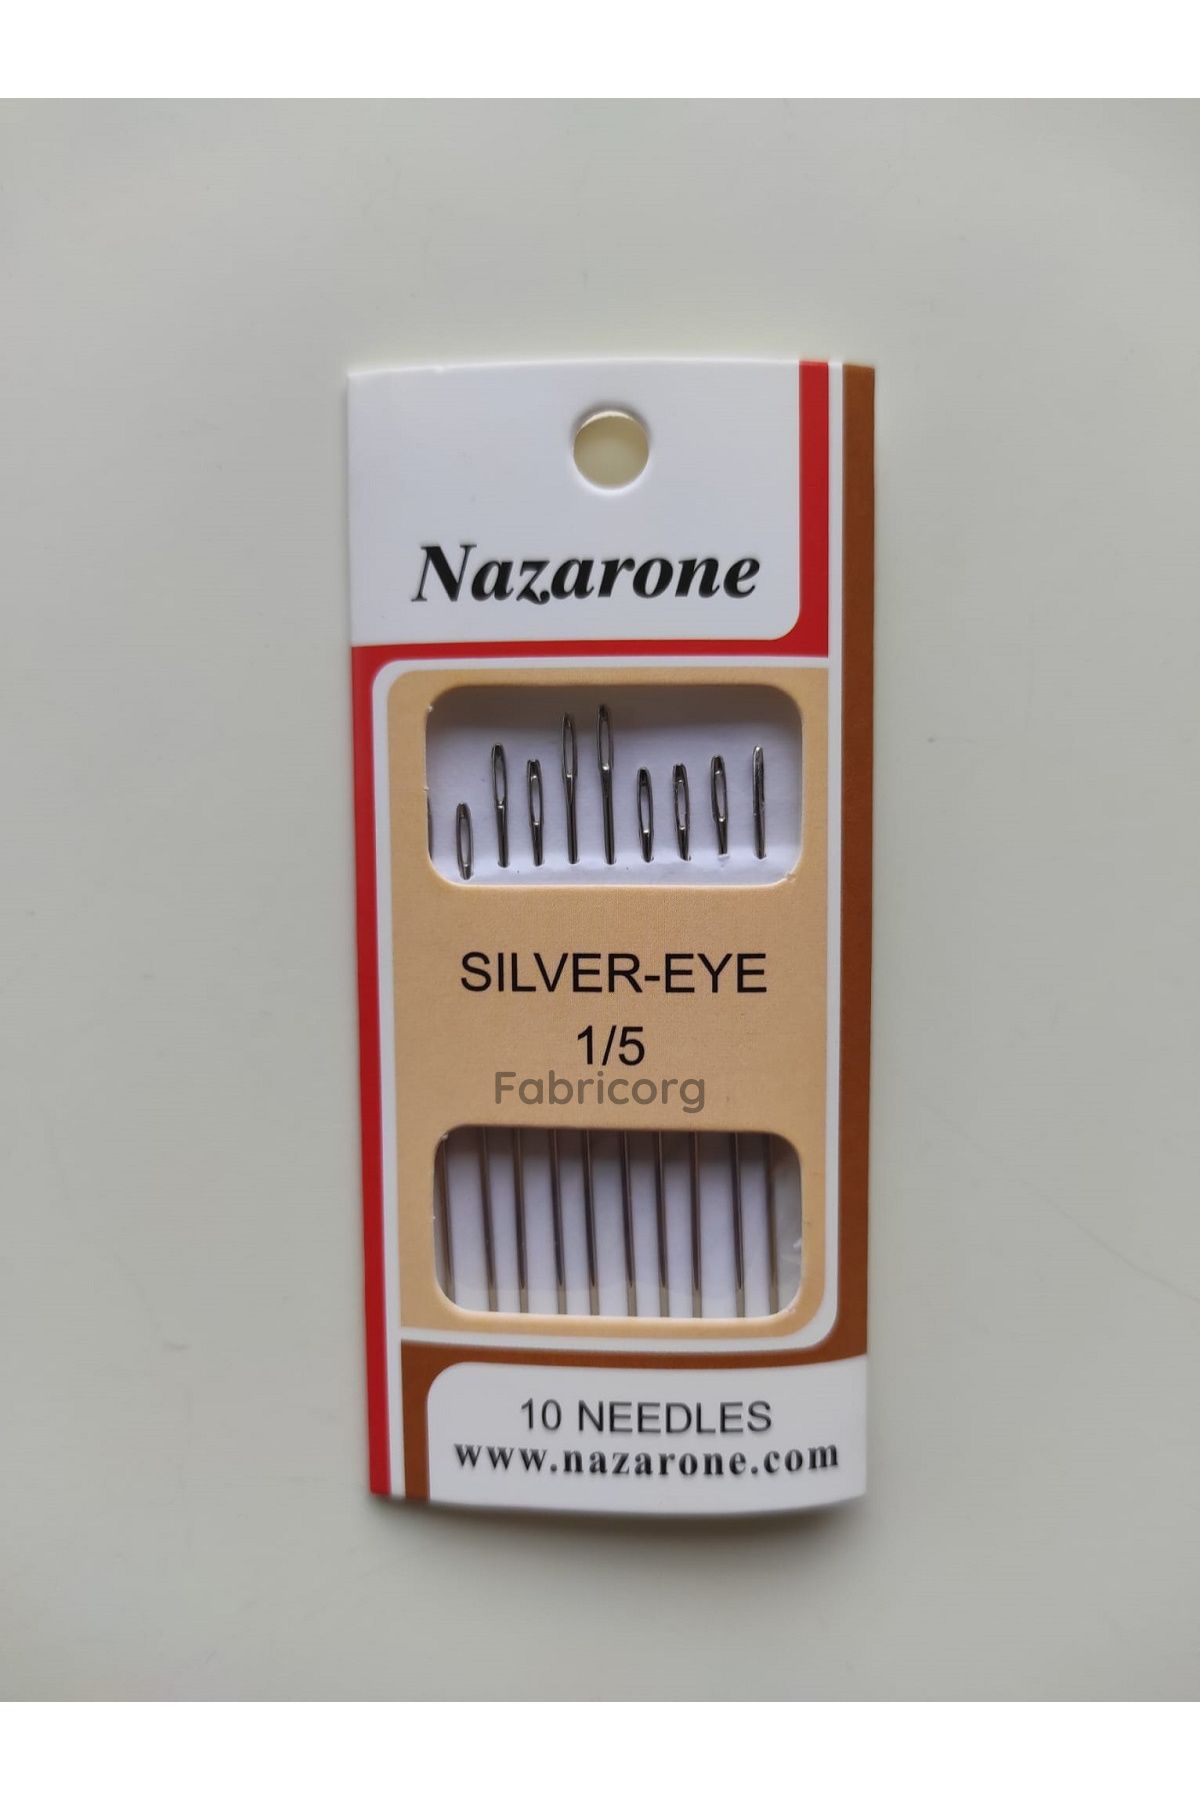 Nazarone
SILVER-EYE
1/5
Fabricorg
10 NEEDLES
www.nazarone.com